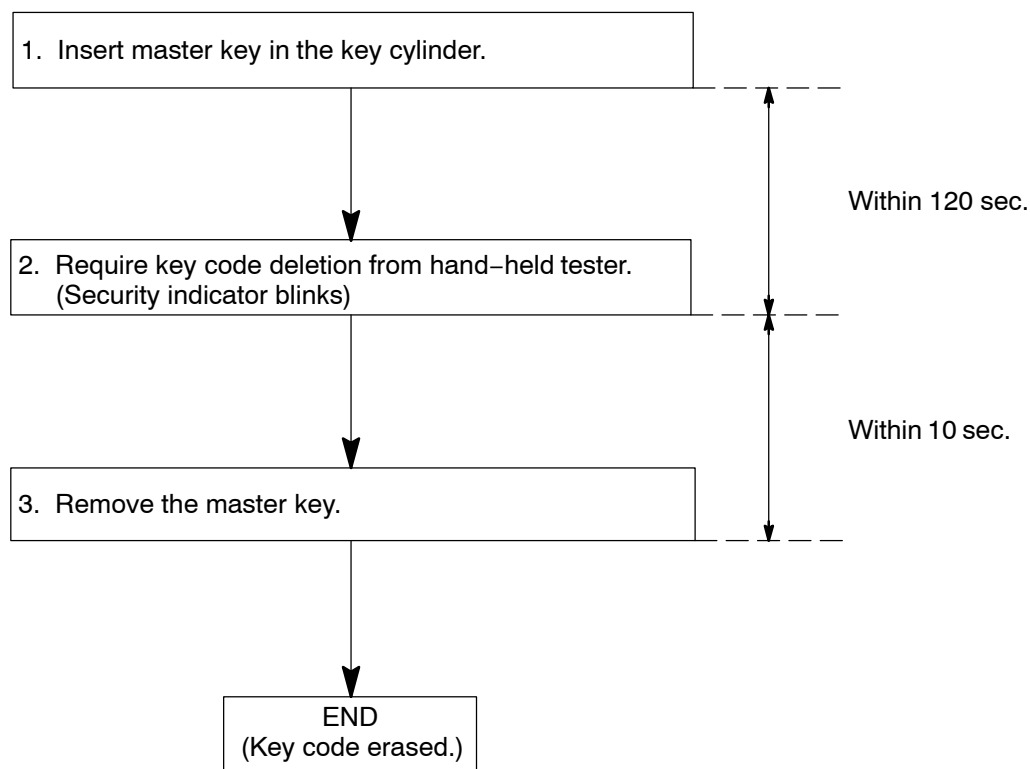 1. Insert master key in the key cylinder.
Within 120 sec.
2. Require key code deletion from hand−held tester.
(Security indicator blinks)
Within 10 sec.
3. Remove the master key.
END
(Key code erased.)